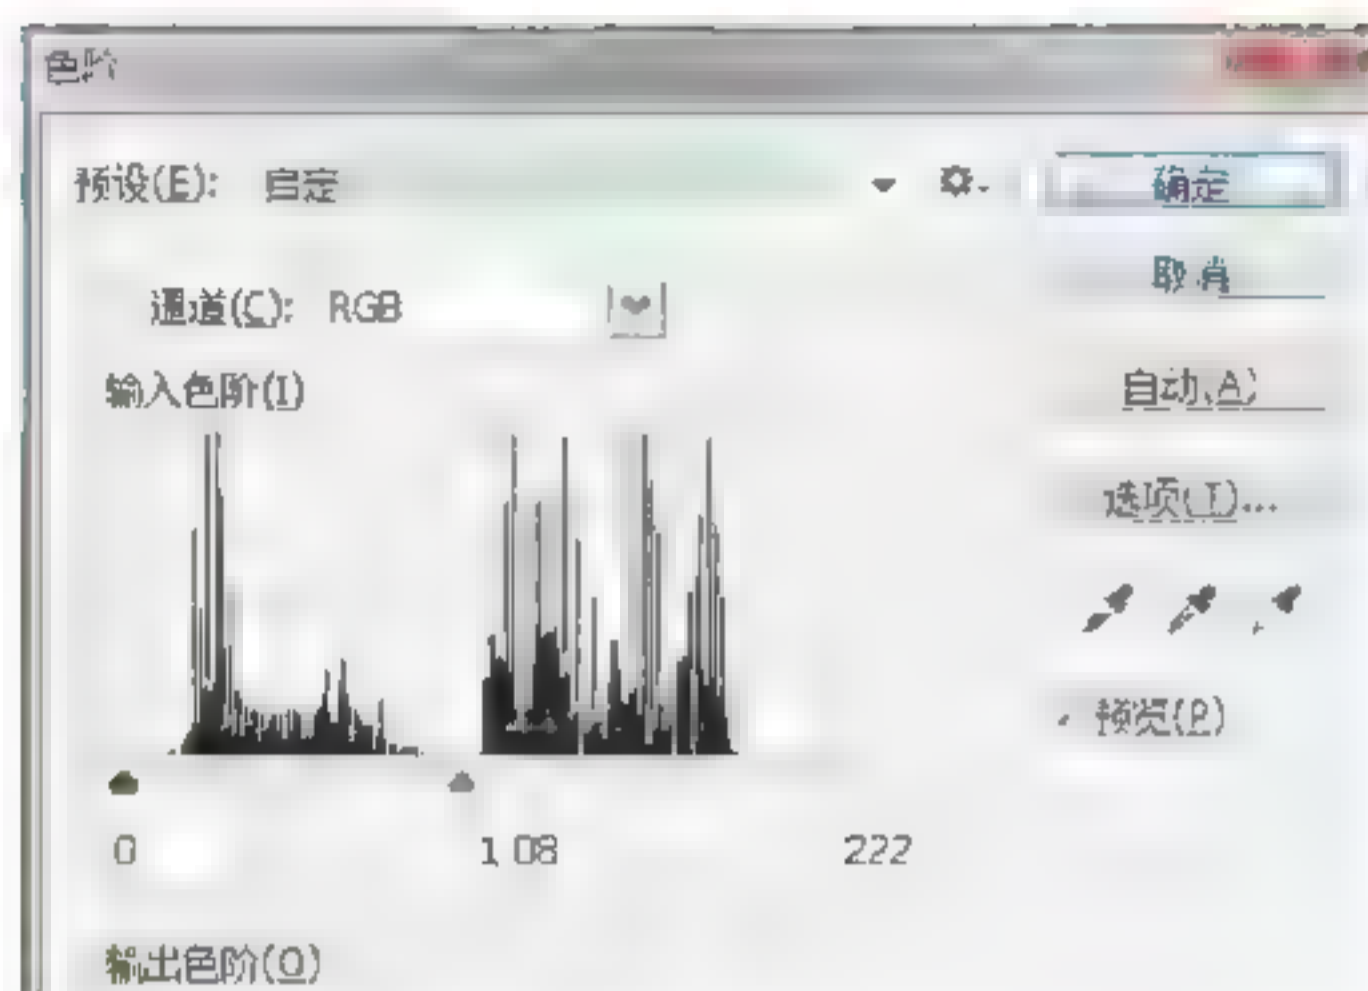 色阶
预设(E): 自定
确定
取消
通道(C): RGB
输入色阶(I)
自动(A)
选项(T)...
预览(P)
0 1.08 222
输出色阶(O)